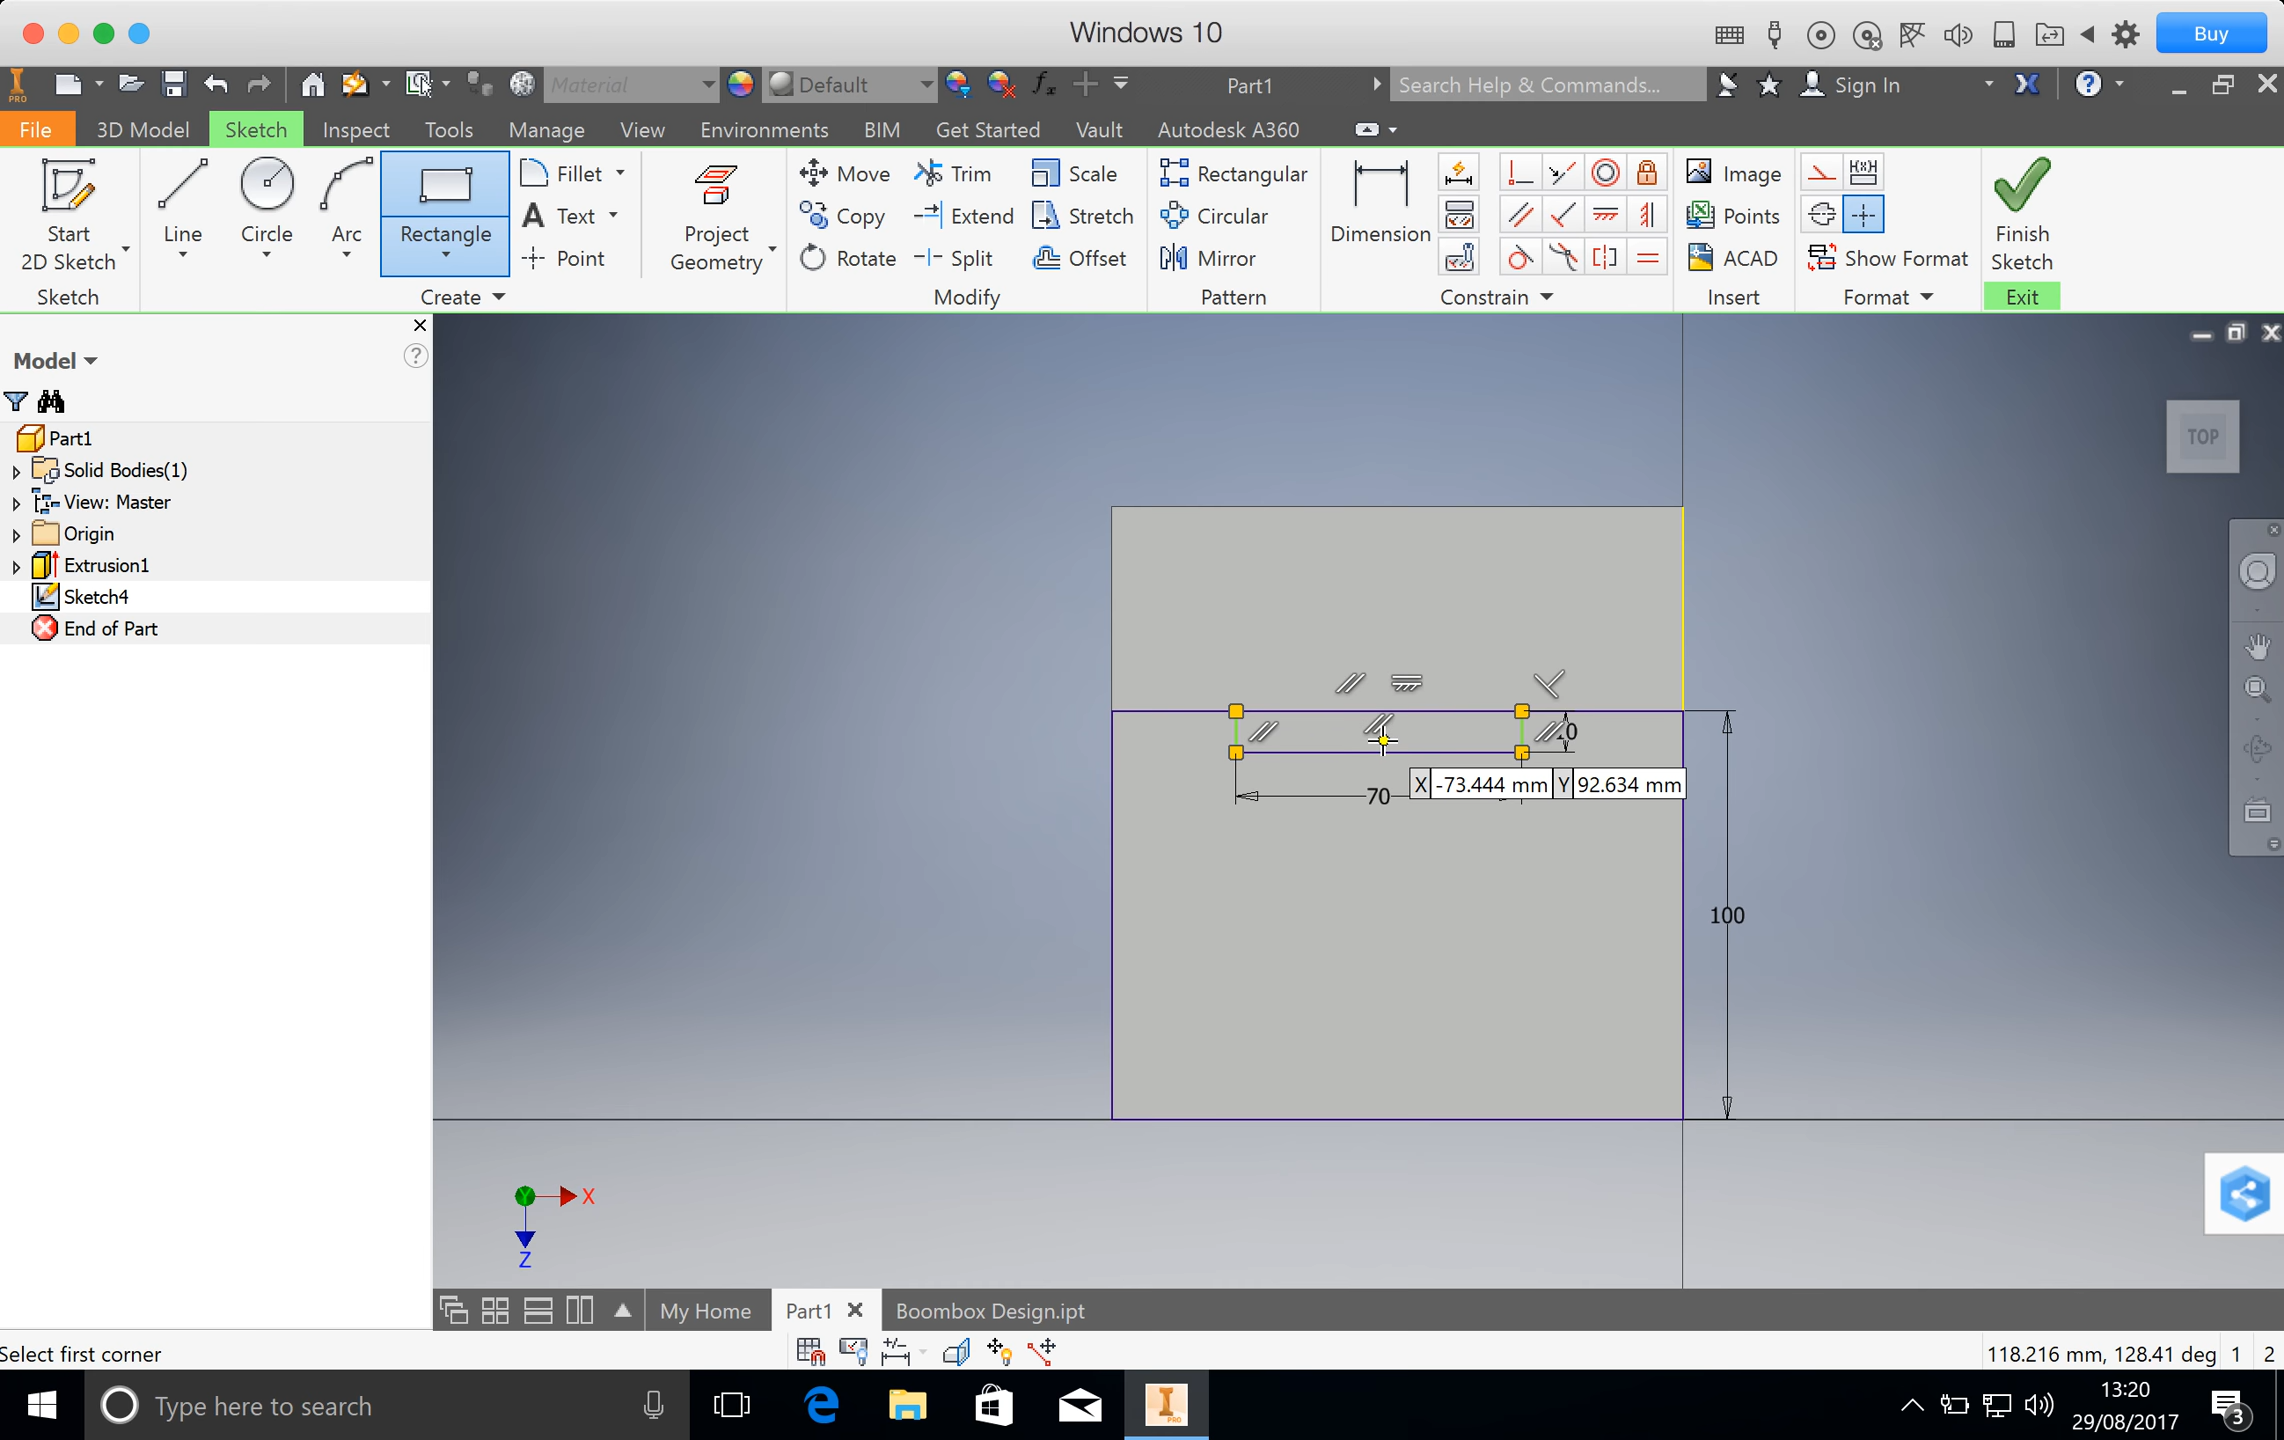 Windows 10
Buy
PRO
Material
Default
fx
Part1
Search Help & Commands...
Sign In
File
3D Model
Sketch
Inspect
Tools
Manage
View
Environments
BIM
Get Started
Vault
Autodesk A360
Start
2D Sketch
Line
Circle
Arc
Rectangle
Fillet
Text
Point
Project
Geometry
Move
Copy
Rotate
Trim
Extend
Split
Scale
Stretch
Offset
Rectangular
Circular
Mirror
Dimension
Image
Points
ACAD
Show Format
Finish
Sketch
Sketch
Create
Modify
Pattern
Constrain
Insert
Format
Exit
Model
Part1
Solid Bodies(1)
View: Master
Origin
Extrusion1
Sketch4
End of Part
TOP
X -73.444 mm Y 92.634 mm
70
100
X
Y
Z
My Home
Part1
Boombox Design.ipt
Select first corner
118.216 mm, 128.41 deg 1 2
Type here to search
PRO
13:20
29/08/2017
3